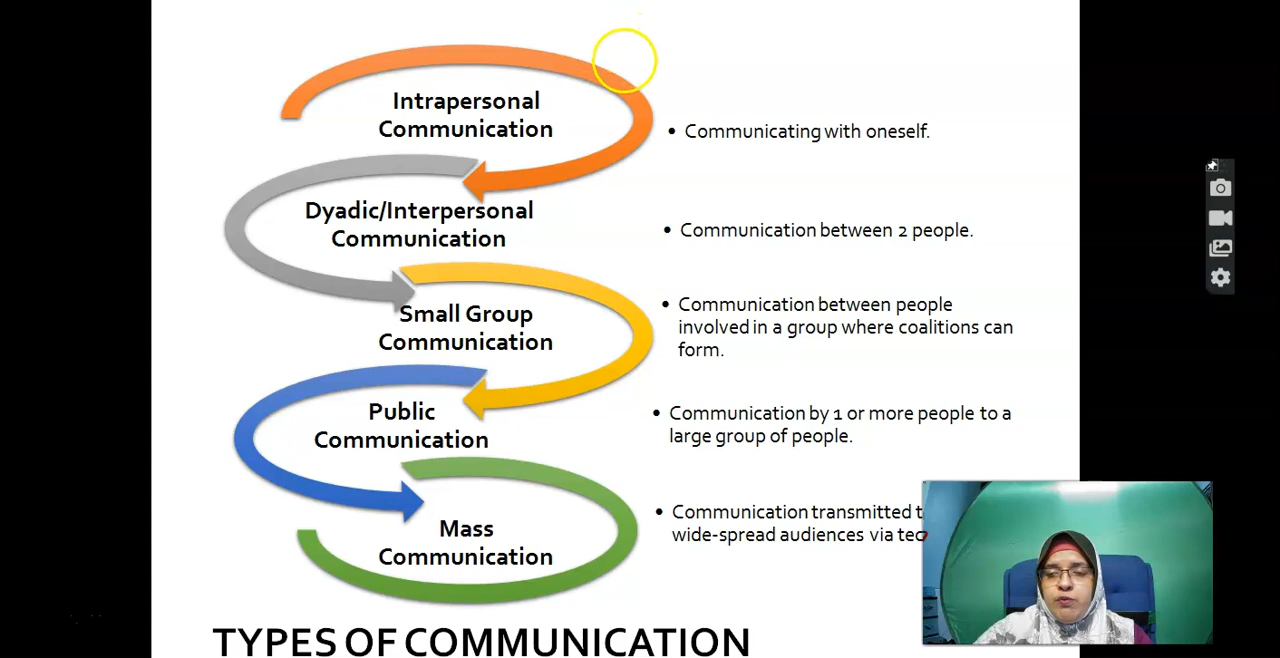 Intrapersonal
Communication
• Communicating with oneself.
Dyadic/Interpersonal
Communication
• Communication between 2 people.
Small Group
Communication
• Communication between people
involved in a group where coalitions can
form.
Public
Communication
• Communication by 1 or more people to a
large group of people.
Mass
Communication
• Communication transmitted
wide-spread audiences via
TYPES OF COMMUNICATION